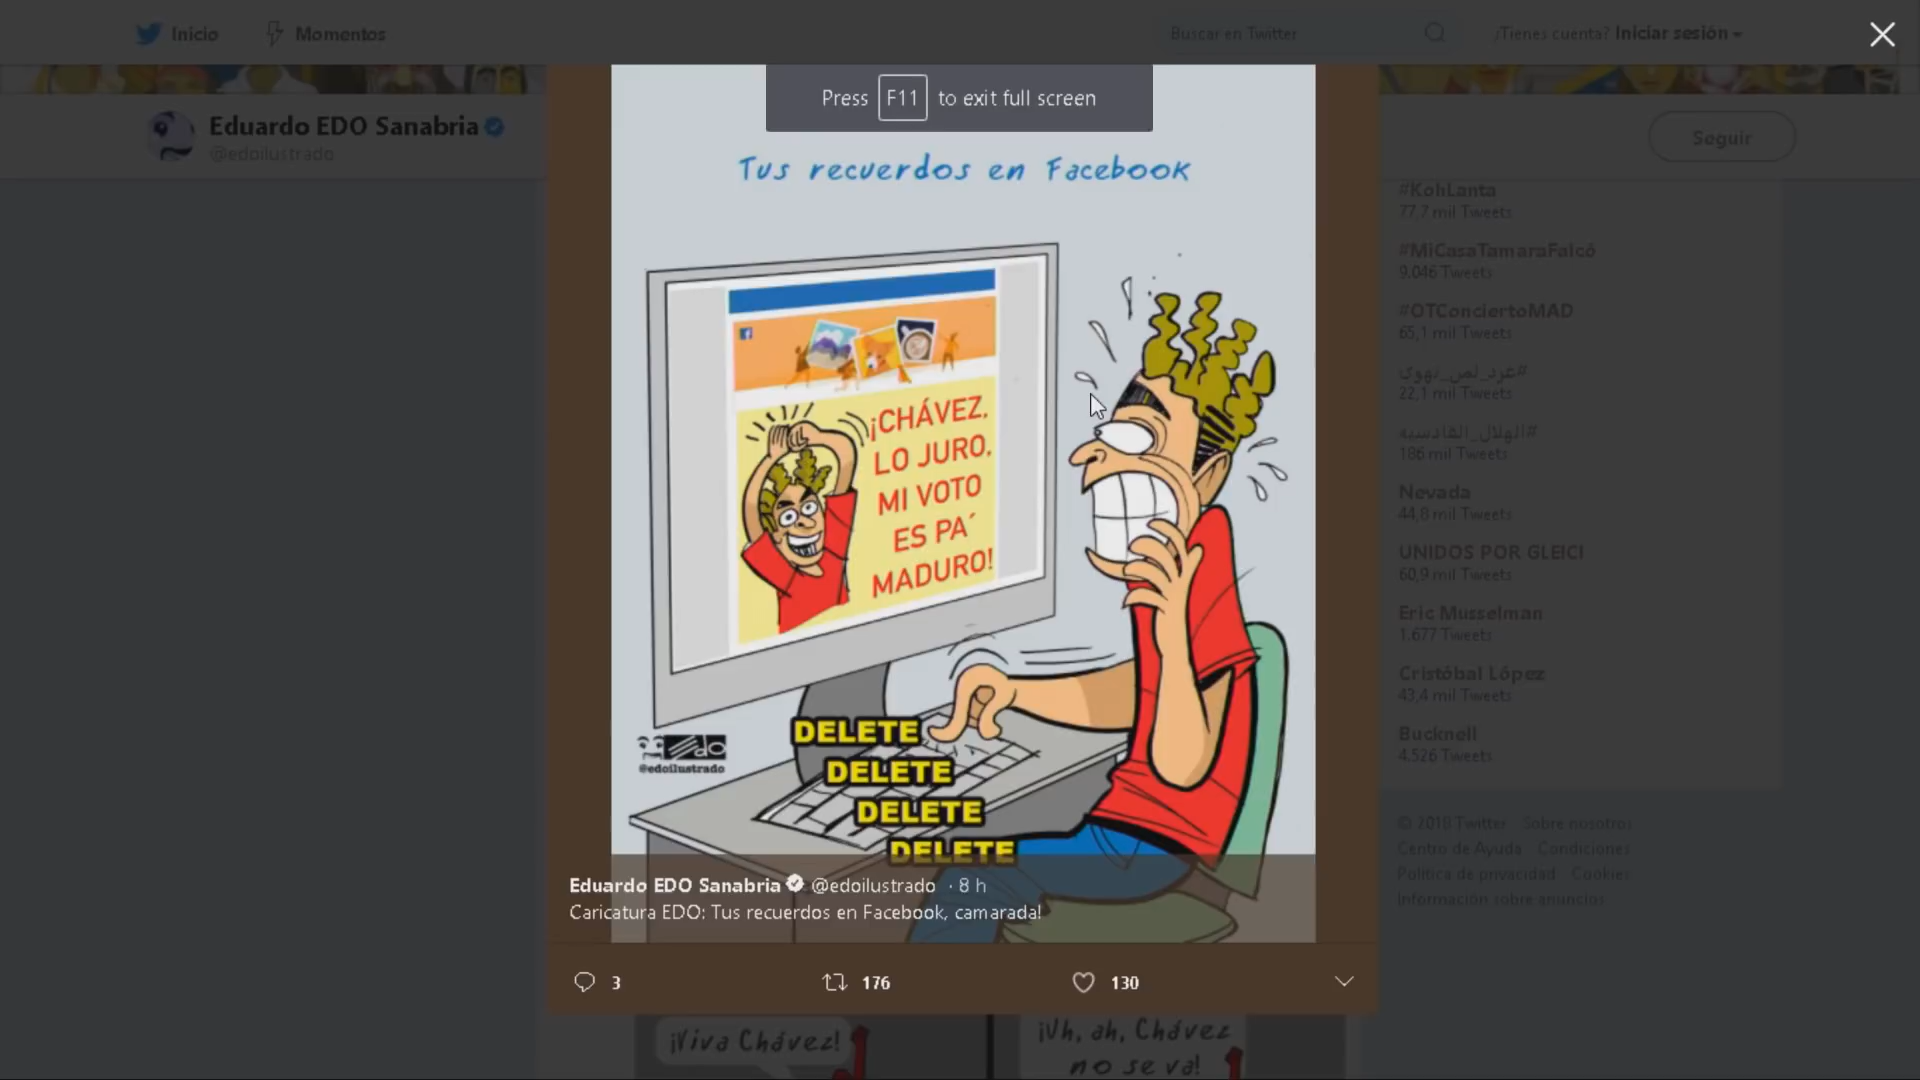 Inicio
Momentos
Buscar en Twitter
¿Tienes cuenta? Iniciar sesión
Press F11 to exit full screen
Eduardo EDO Sanabria
@edoilustrado
Seguir
Tus recuerdos en Facebook
¡CHÁVEZ,
LO JURO,
MI VOTO
ES PA´
MADURO!
DELETE
DELETE
DELETE
DELETE
Edo
@edoilustrado
Eduardo EDO Sanabria @edoilustrado · 8 h
Caricatura EDO: Tus recuerdos en Facebook, camarada!
3
176
130
¡Viva Chávez!
¡Uh, ah, Chávez
no se va!
#KohLanta
77,7 mil Tweets
#MiCasaTamaraFalcó
9.046 Tweets
#OTConciertoMAD
65,1 mil Tweets
22,1 mil Tweets
#الهلال_القادسيه
186 mil Tweets
Nevada
44,8 mil Tweets
UNIDOS POR GLEICI
60,9 mil Tweets
Eric Musselman
1.677 Tweets
Cristóbal López
43,4 mil Tweets
Bucknell
4.526 Tweets
© 2018 Twitter Sobre nosotros
Centro de Ayuda Condiciones
Política de privacidad Cookies
Información sobre anuncios